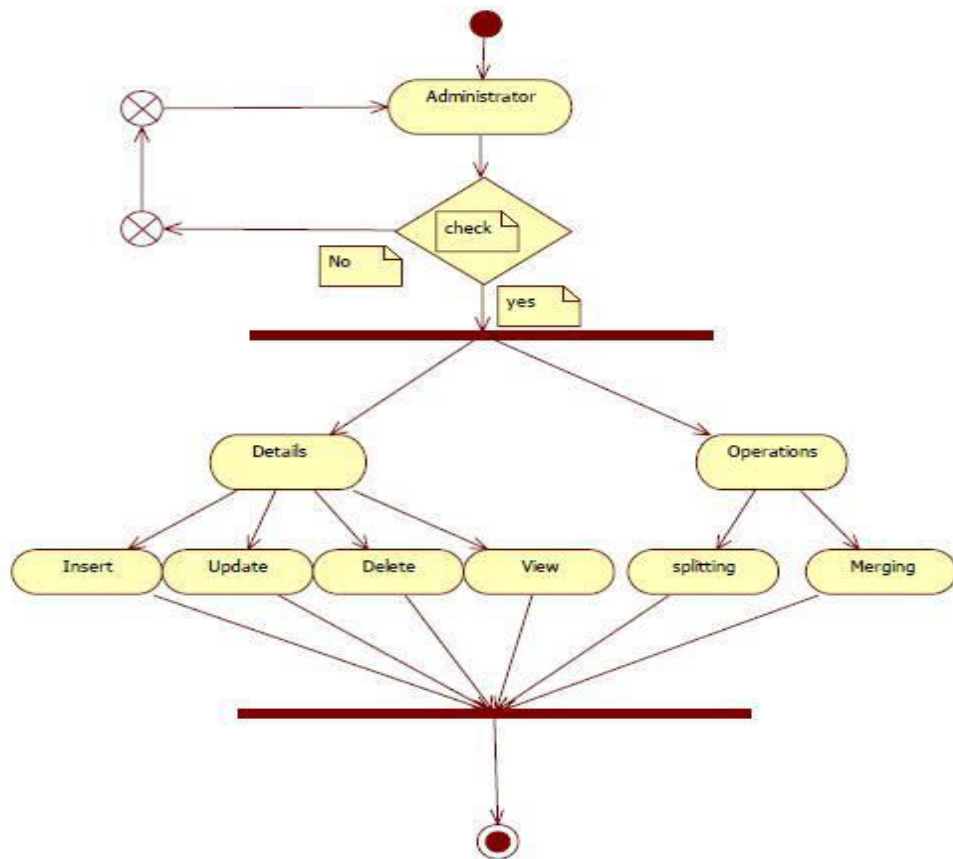 Administrator
check
No
yes
Details
Operations
Insert
Update
Delete
View
splitting
Merging